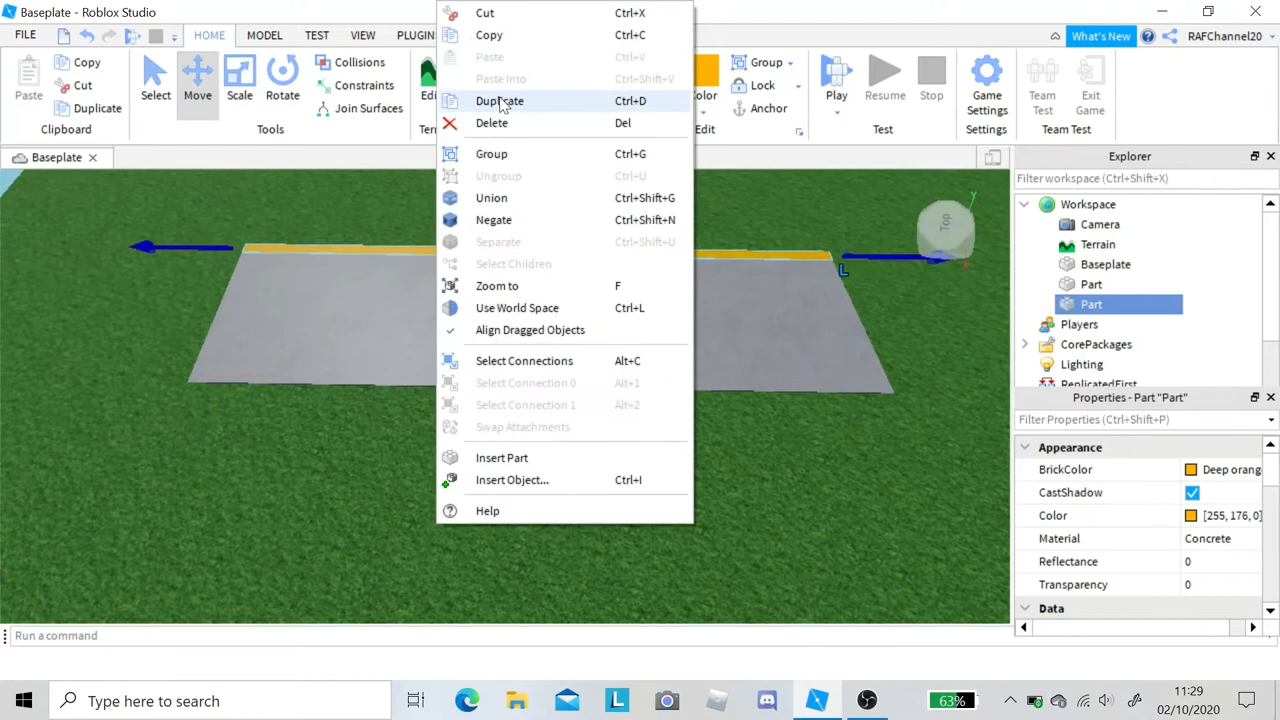 Baseplate - Roblox Studio
FILE HOME MODEL TEST VIEW PLUGIN What's New RAFChannel20
Paste Copy Cut Duplicate Clipboard
Select Move Scale Rotate Collisions Constraints Join Surfaces Tools
Group Lock Anchor
Play Resume Stop Test
Game Settings Settings
Team Test Exit Game Team Test
Baseplate
Cut Ctrl+X
Copy Ctrl+C
Paste Ctrl+V
Paste Into Ctrl+Shift+V
Duplicate Ctrl+D
Delete Del
Group Ctrl+G
Ungroup Ctrl+U
Union Ctrl+Shift+G
Negate Ctrl+Shift+N
Separate Ctrl+Shift+U
Select Children
Zoom to F
Use World Space Ctrl+L
Align Dragged Objects
Select Connections Alt+C
Select Connection 0 Alt+1
Select Connection 1 Alt+2
Swap Attachments
Insert Part
Insert Object... Ctrl+I
Help
Top
y
L
Explorer
Filter workspace (Ctrl+Shift+X)
Workspace
Camera
Terrain
Baseplate
Part
Part
Players
CorePackages
Lighting
ReplicatedFirst
Properties - Part "Part"
Filter Properties (Ctrl+Shift+P)
Appearance
BrickColor Deep orang
CastShadow
Color [255, 176, 0]
Material Concrete
Reflectance 0
Transparency 0
Data
Run a command
Type here to search
63%
11:29
02/10/2020